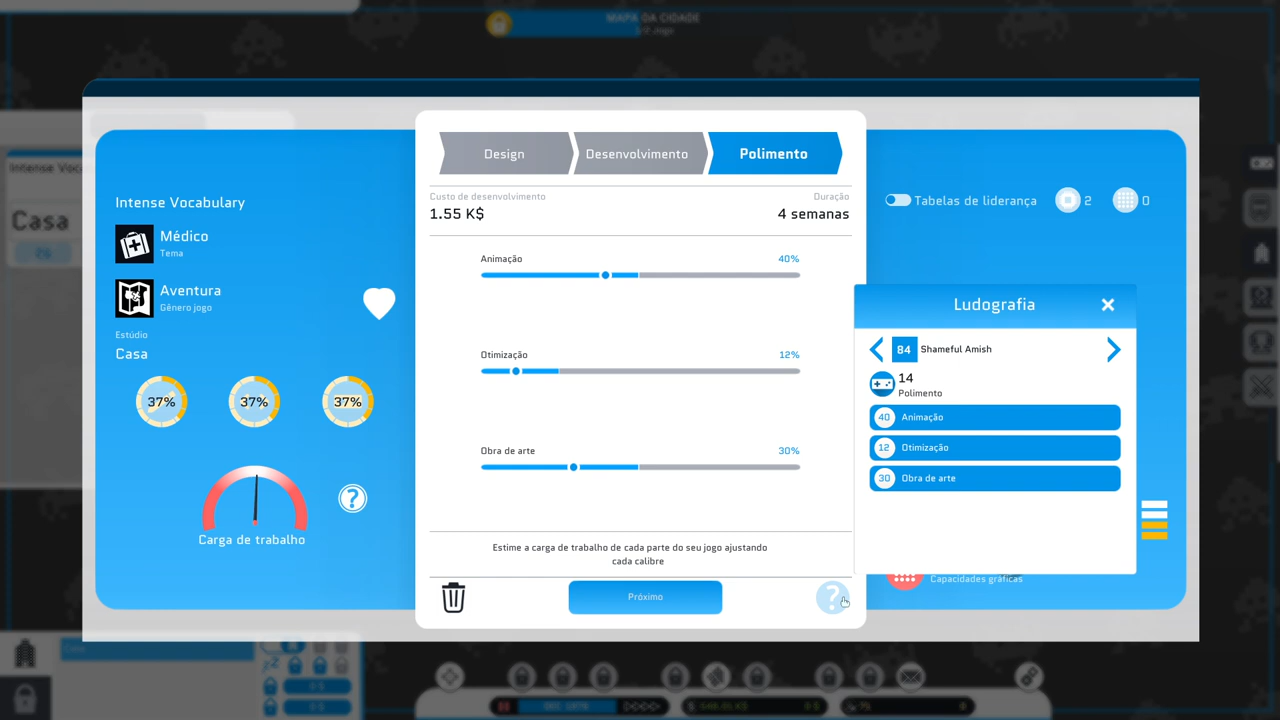 MAPA DA CIDADE
Intense Voca
Casa
Design
Desenvolvimento
Polimento
Custo de desenvolvimento
Duração
1.55 K$
4 semanas
Intense Vocabulary
Médico
Tema
Aventura
Gênero jogo
Estúdio
Casa
37%
37%
37%
Carga de trabalho
?
Animação
40%
Otimização
12%
Obra de arte
30%
Estime a carga de trabalho de cada parte do seu jogo ajustando
cada calibre
Próximo
?
Tabelas de liderança
2
0
Ludografia
84
Shameful Amish
14
Polimento
40 Animação
12 Otimização
30 Obra de arte
Capacidades gráficas